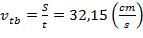 v_tb = S/t = 32,15 (cm/s)